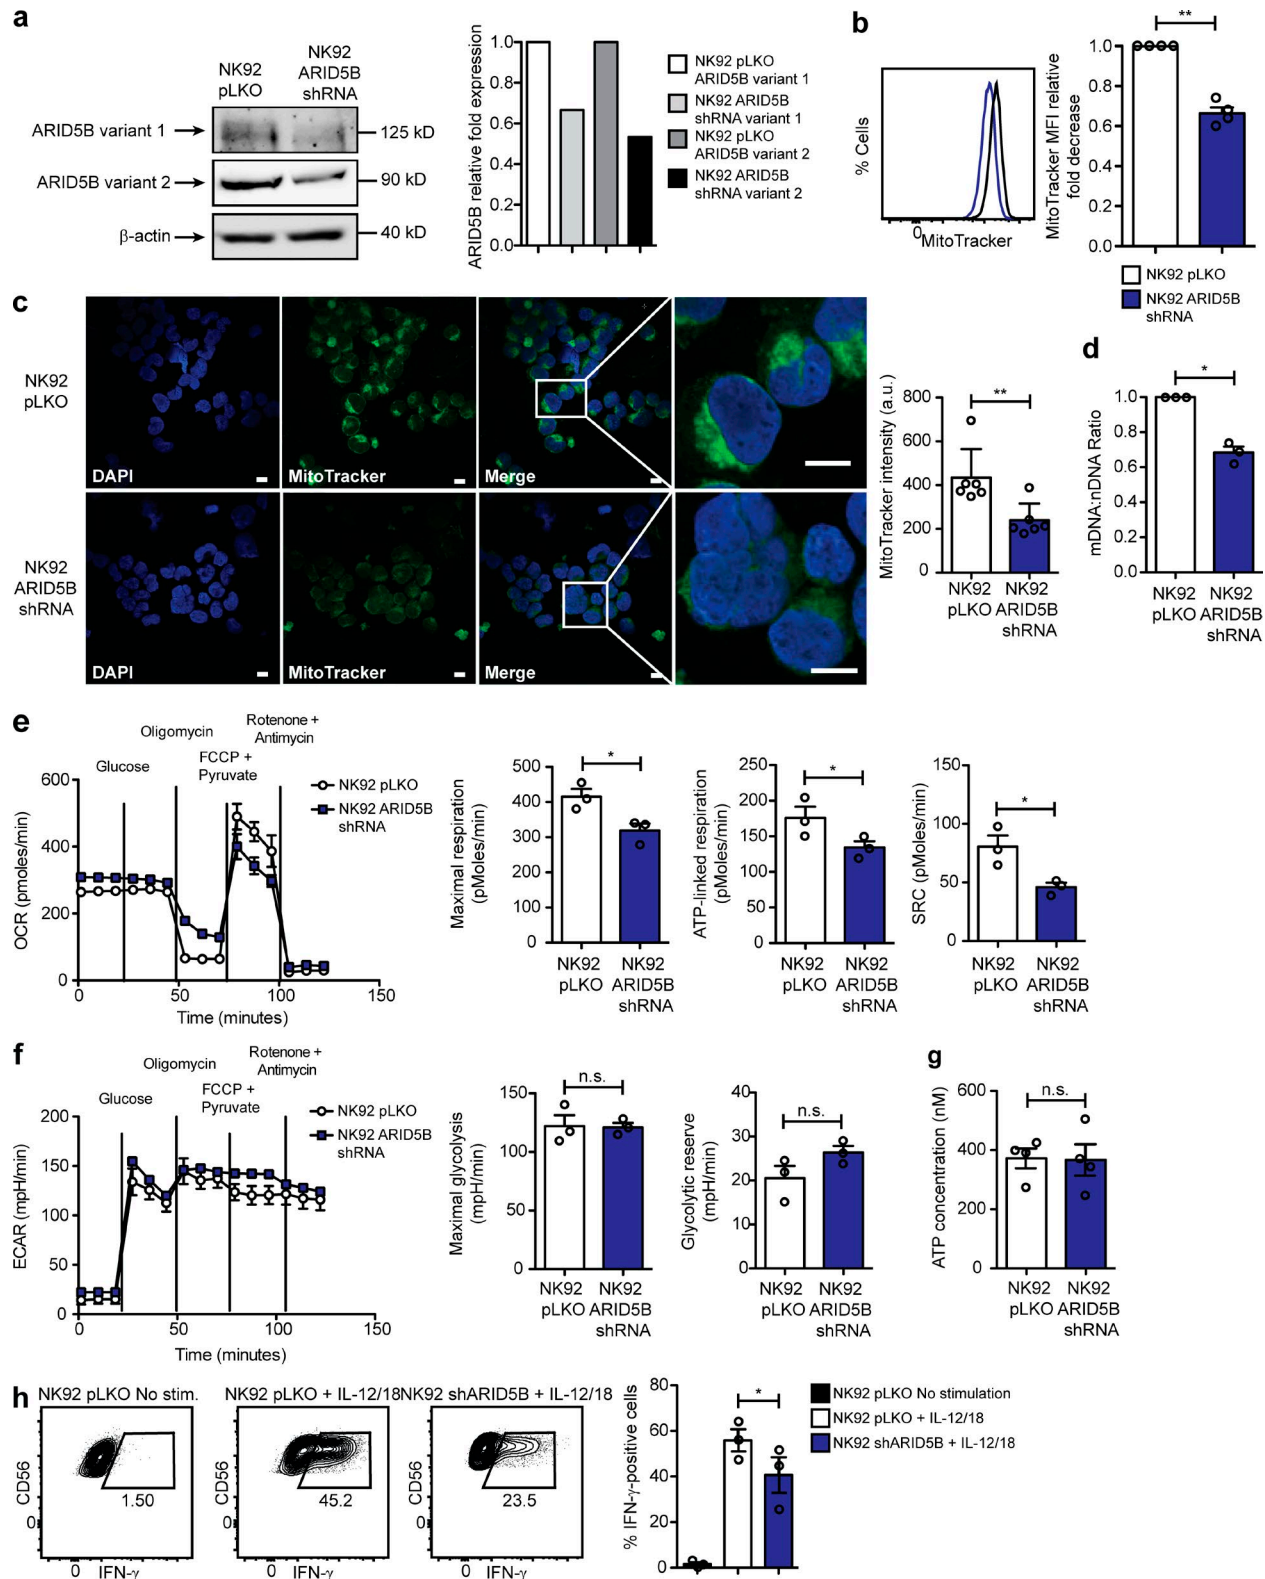 a
NK92
pLKO
NK92
ARID5B
shRNA
ARID5B variant 1
125 kD
ARID5B variant 2
90 kD
β-actin
40 kD
ARID5B relative fold expression
1.0
0.8
0.6
0.4
0.2
0.0
NK92 pLKO
ARID5B variant 1
NK92 ARID5B
shRNA variant 1
NK92 pLKO
ARID5B variant 2
NK92 ARID5B
shRNA variant 2
b
% Cells
0
MitoTracker
MitoTracker MFI relative
fold decrease
1.0
0.8
0.6
0.4
0.2
0.0
**
NK92 pLKO
NK92 ARID5B
shRNA
c
NK92
pLKO
DAPI
MitoTracker
Merge
NK92
ARID5B
shRNA
DAPI
MitoTracker
Merge
MitoTracker intensity (a.u.)
800
600
400
200
0
**
NK92
pLKO
NK92
ARID5B
shRNA
d
mDNA:nDNA Ratio
1.0
0.8
0.6
0.4
0.2
0.0
*
NK92
pLKO
NK92
ARID5B
shRNA
e
Glucose
Oligomycin
FCCP +
Pyruvate
Rotenone +
Antimycin
OCR (pmoles/min)
600
400
200
0
0
50
100
150
Time (minutes)
NK92 pLKO
NK92 ARID5B
shRNA
Maximal respiration
(pMoles/min)
500
400
300
200
100
0
*
NK92
pLKO
NK92
ARID5B
shRNA
ATP-linked respiration
(pMoles/min)
250
200
150
100
50
0
*
NK92
pLKO
NK92
ARID5B
shRNA
SRC (pMoles/min)
150
100
50
0
*
NK92
pLKO
NK92
ARID5B
shRNA
f
Glucose
Oligomycin
FCCP +
Pyruvate
Rotenone +
Antimycin
ECAR (mpH/min)
200
150
100
50
0
0
50
100
150
Time (minutes)
NK92 pLKO
NK92 ARID5B
shRNA
Maximal glycolysis
(mpH/min)
150
100
50
0
n.s.
NK92
pLKO
NK92
ARID5B
shRNA
Glycolytic reserve
(mpH/min)
40
30
20
10
0
n.s.
NK92
pLKO
NK92
ARID5B
shRNA
g
ATP concentration (nM)
600
400
200
0
n.s.
NK92
pLKO
NK92
ARID5B
shRNA
h
NK92 pLKO No stim.
CD56
0
1.50
0
IFN-γ
NK92 pLKO + IL-12/18
CD56
0
45.2
0
IFN-γ
NK92 shARID5B + IL-12/18
CD56
0
23.5
0
IFN-γ
% IFN-γ-positive cells
80
60
40
20
0
*
NK92 pLKO No stimulation
NK92 pLKO + IL-12/18
NK92 shARID5B + IL-12/18